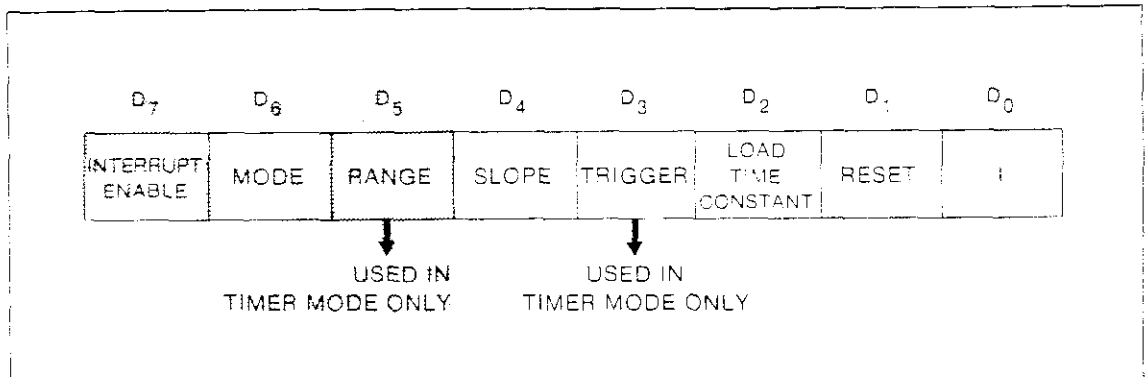 D7 D6 D5 D4 D3 D2 D1 D0
INTERRUPT ENABLE
MODE
RANGE
SLOPE
TRIGGER
LOAD TIME CONSTANT
RESET
1
USED IN
TIMER MODE ONLY
USED IN
TIMER MODE ONLY